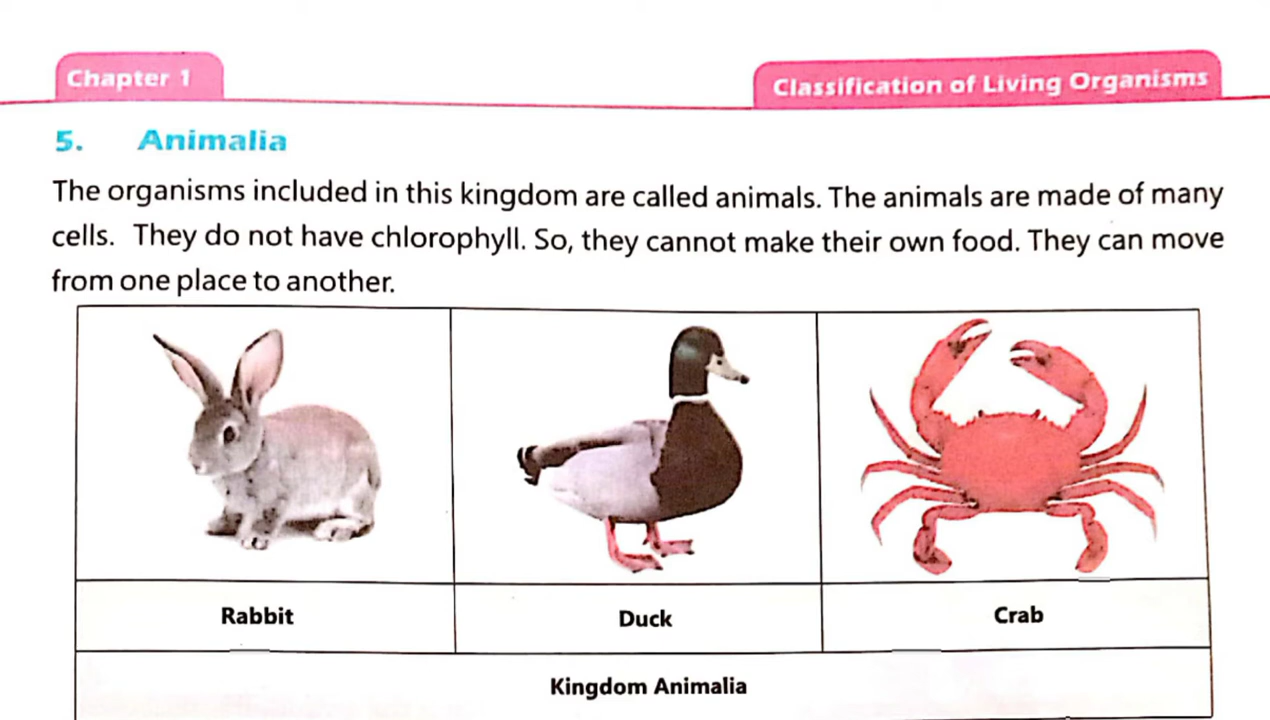 Chapter 1
Classification of Living Organisms
5. Animalia
The organisms included in this kingdom are called animals. The animals are made of many
cells. They do not have chlorophyll. So, they cannot make their own food. They can move
from one place to another.
Rabbit
Duck
Crab
Kingdom Animalia